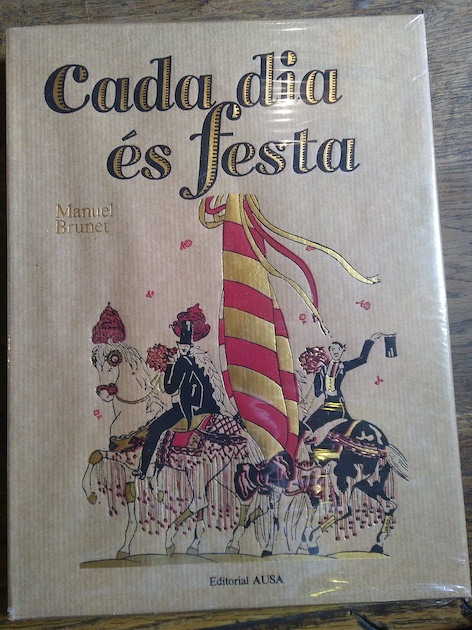 Cada dia
és festa
Manuel
Brunet
Editorial AUSA